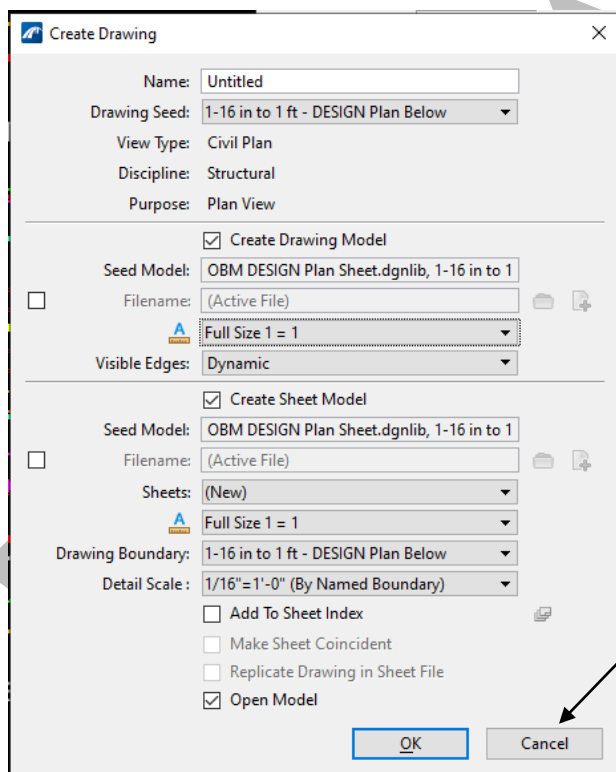 Create Drawing
Name: Untitled
Drawing Seed: 1-16 in to 1 ft - DESIGN Plan Below
View Type: Civil Plan
Discipline: Structural
Purpose: Plan View
Create Drawing Model
Seed Model: OBM DESIGN Plan Sheet.dgnlib, 1-16 in to 1
Filename: (Active File)
Full Size 1 = 1
Visible Edges: Dynamic
Create Sheet Model
Seed Model: OBM DESIGN Plan Sheet.dgnlib, 1-16 in to 1
Filename: (Active File)
Sheets: (New)
Full Size 1 = 1
Drawing Boundary: 1-16 in to 1 ft - DESIGN Plan Below
Detail Scale : 1/16"=1'-0" (By Named Boundary)
Add To Sheet Index
Make Sheet Coincident
Replicate Drawing in Sheet File
Open Model
OK Cancel